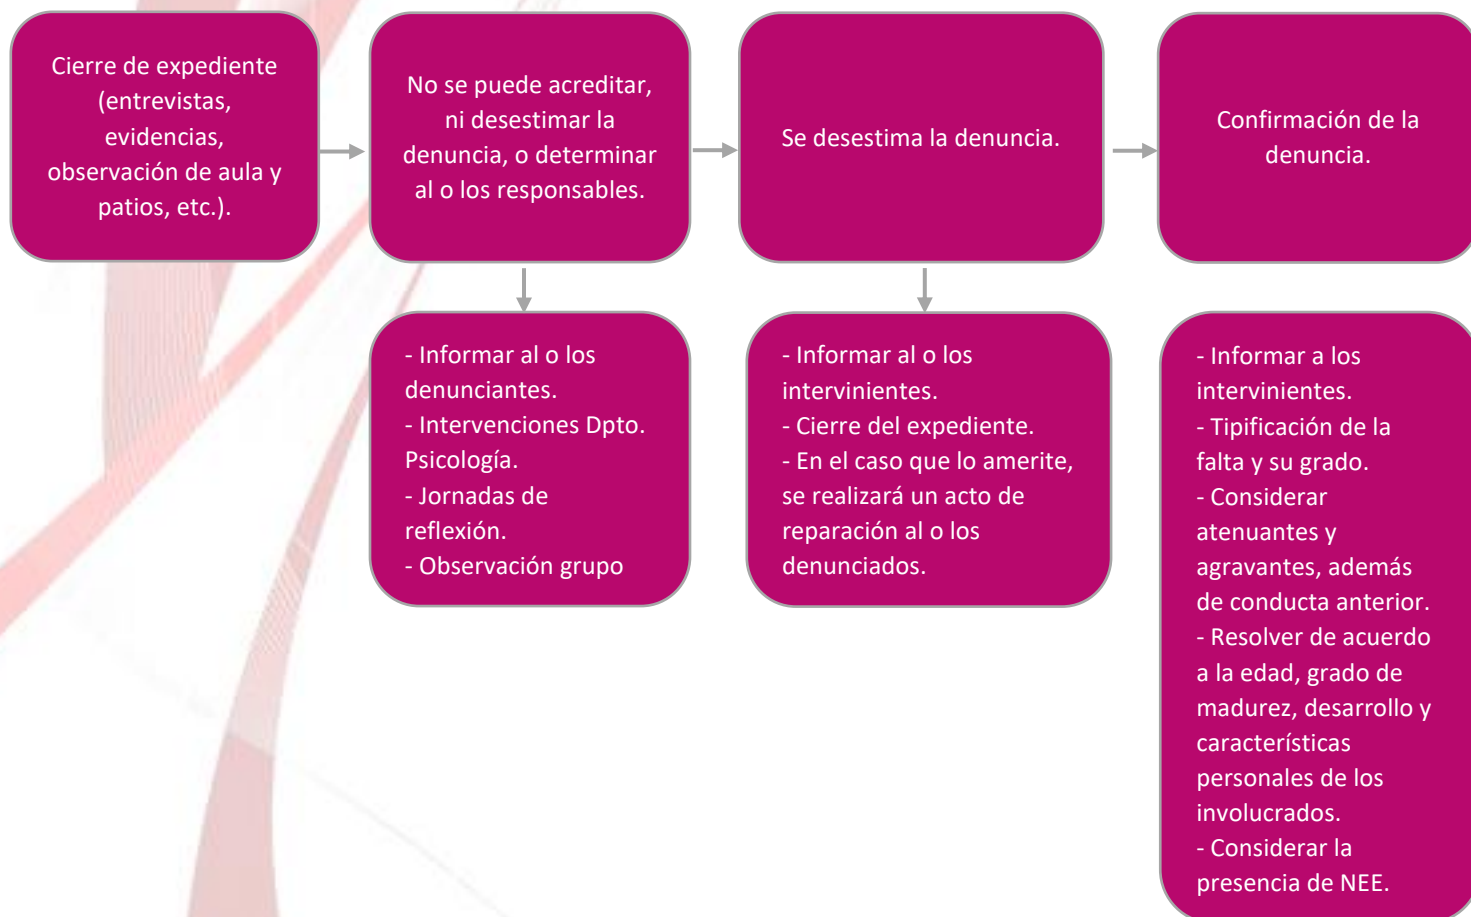 Cierre de expediente
(entrevistas,
evidencias,
observación de aula y
patios, etc.).
No se puede acreditar,
ni desestimar la
denuncia, o determinar
al o los responsables.
Se desestima la denuncia.
Confirmación de la
denuncia.
- Informar al o los
denunciantes.
- Intervenciones Dpto.
Psicología.
- Jornadas de
reflexión.
- Observación grupo
- Informar al o los
intervinientes.
- Cierre del expediente.
- En el caso que lo amerite,
se realizará un acto de
reparación al o los
denunciados.
- Informar a los
intervinientes.
- Tipificación de la
falta y su grado.
- Considerar
atenuantes y
agravantes, además
de conducta anterior.
- Resolver de acuerdo
a la edad, grado de
madurez, desarrollo y
características
personales de los
involucrados.
- Considerar la
presencia de NEE.